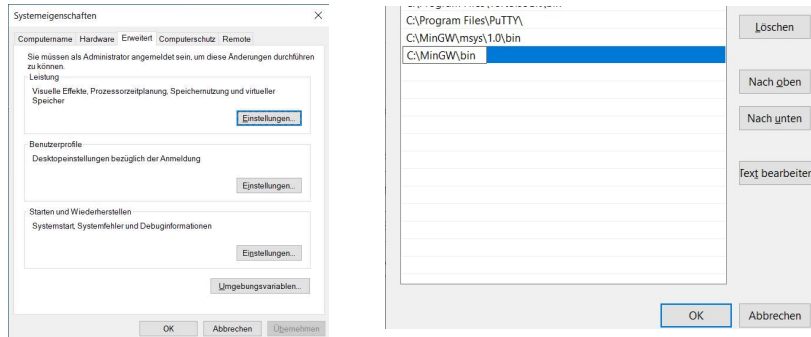 Systemeigenschaften
Computername Hardware Erweitert Computerschutz Remote
Sie müssen als Administrator angemeldet sein, um diese Änderungen durchführen
zu können.
Leistung
Visuelle Effekte, Prozessorzeitplanung, Speichernutzung und virtueller
Speicher
Einstellungen...
Benutzerprofile
Desktopeinstellungen bezüglich der Anmeldung
Einstellungen...
Starten und Wiederherstellen
Systemstart, Systemfehler und Debuginformationen
Einstellungen...
Umgebungsvariablen...
OK Abbrechen Übernehmen
C:\Program Files\PuTTY\
C:\MinGW\msys\1.0\bin
C:\MinGW\bin
Löschen
Nach oben
Nach unten
Text bearbeiten
OK Abbrechen